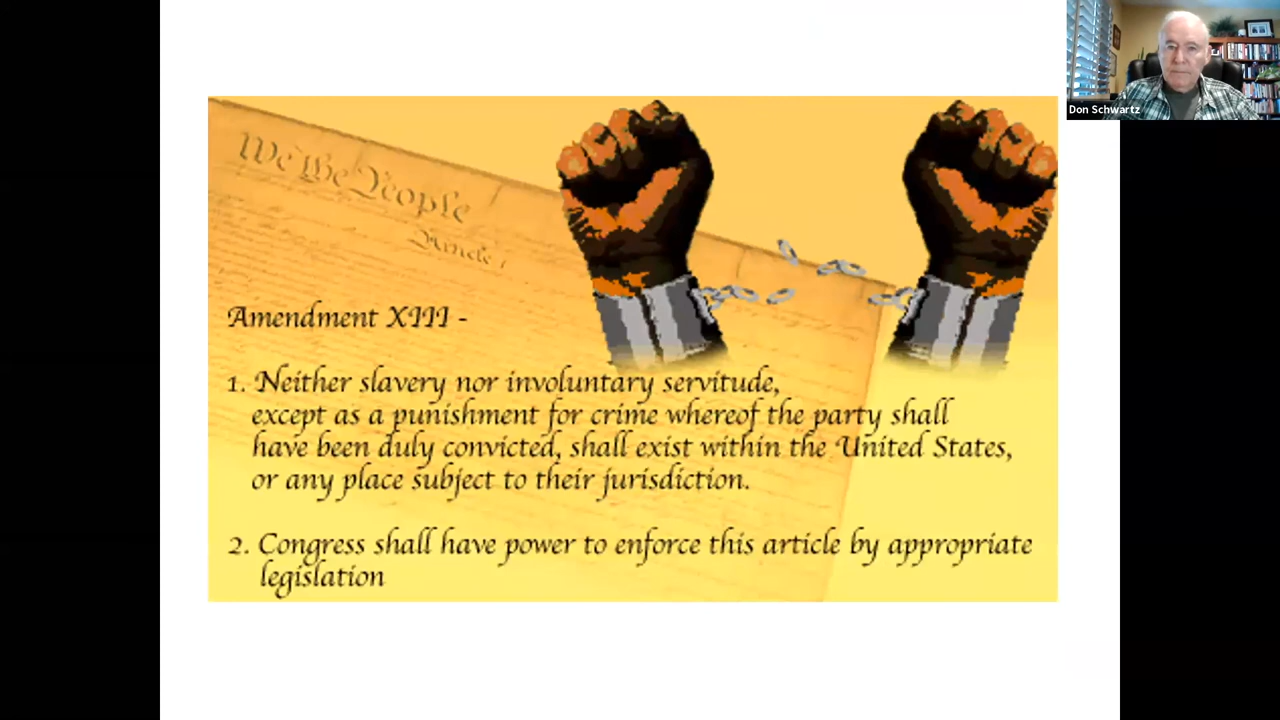 Don Schwartz
We the People
Article 1
Amendment XIII -
1. Neither slavery nor involuntary servitude,
except as a punishment for crime whereof the party shall
have been duly convicted, shall exist within the United States,
or any place subject to their jurisdiction.
2. Congress shall have power to enforce this article by appropriate
legislation